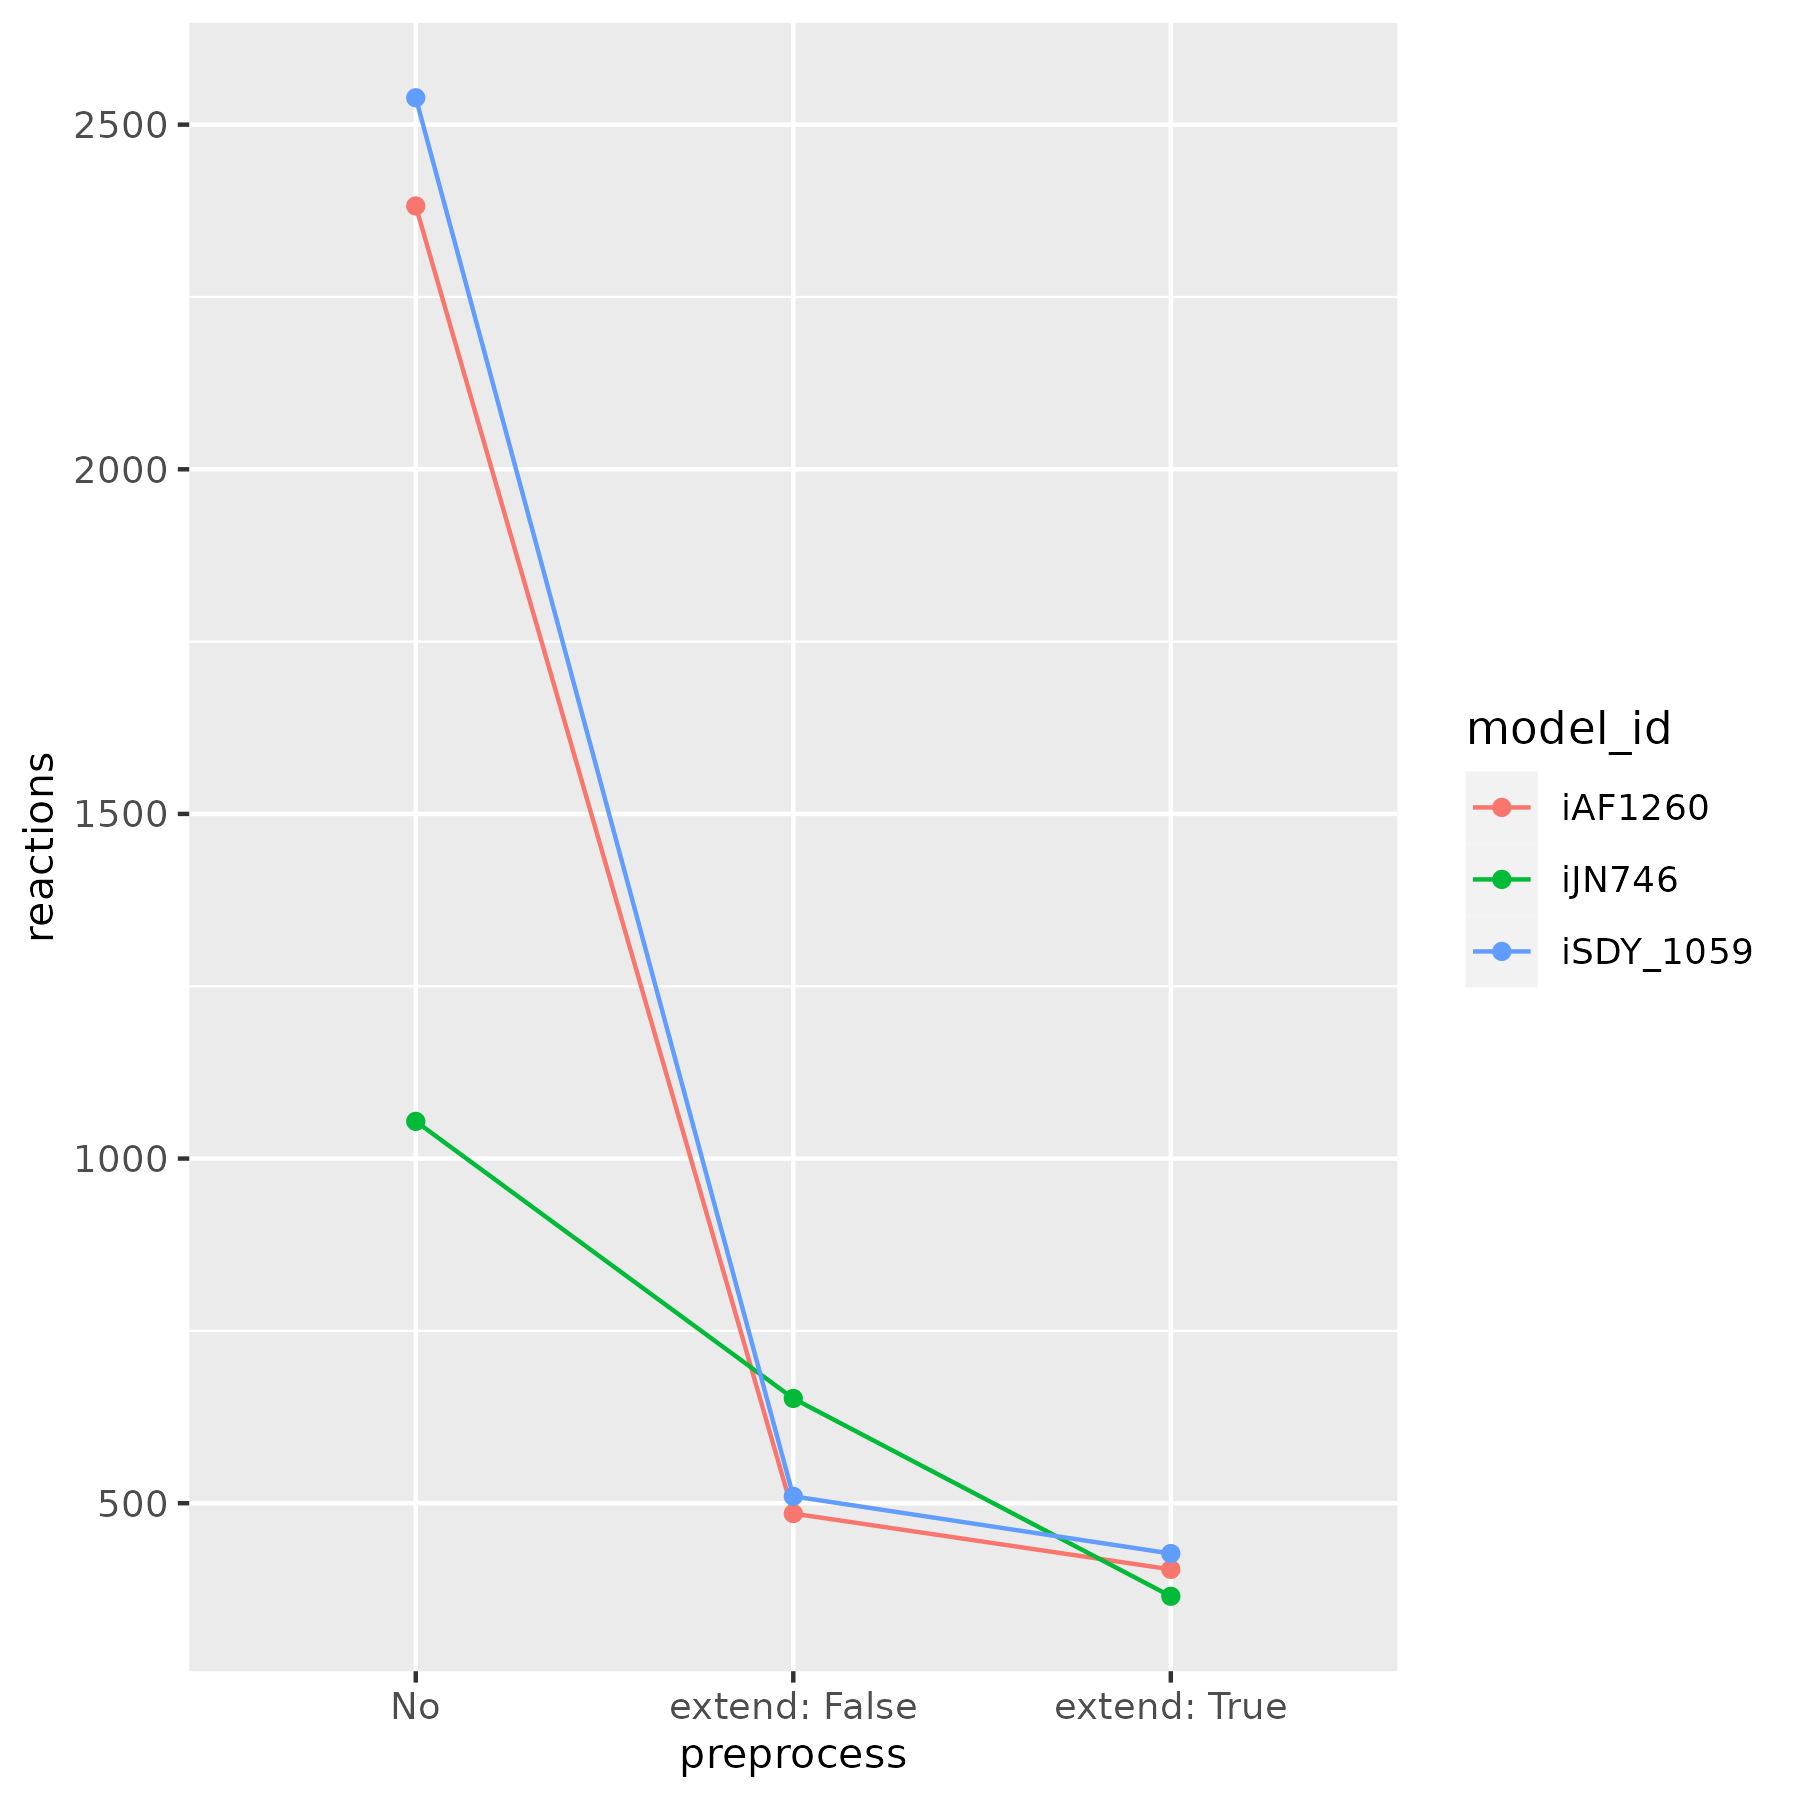 reactions
2500
2000
1500
1000
500
No
extend: False
extend: True
preprocess
model_id
iAF1260
iJN746
iSDY_1059